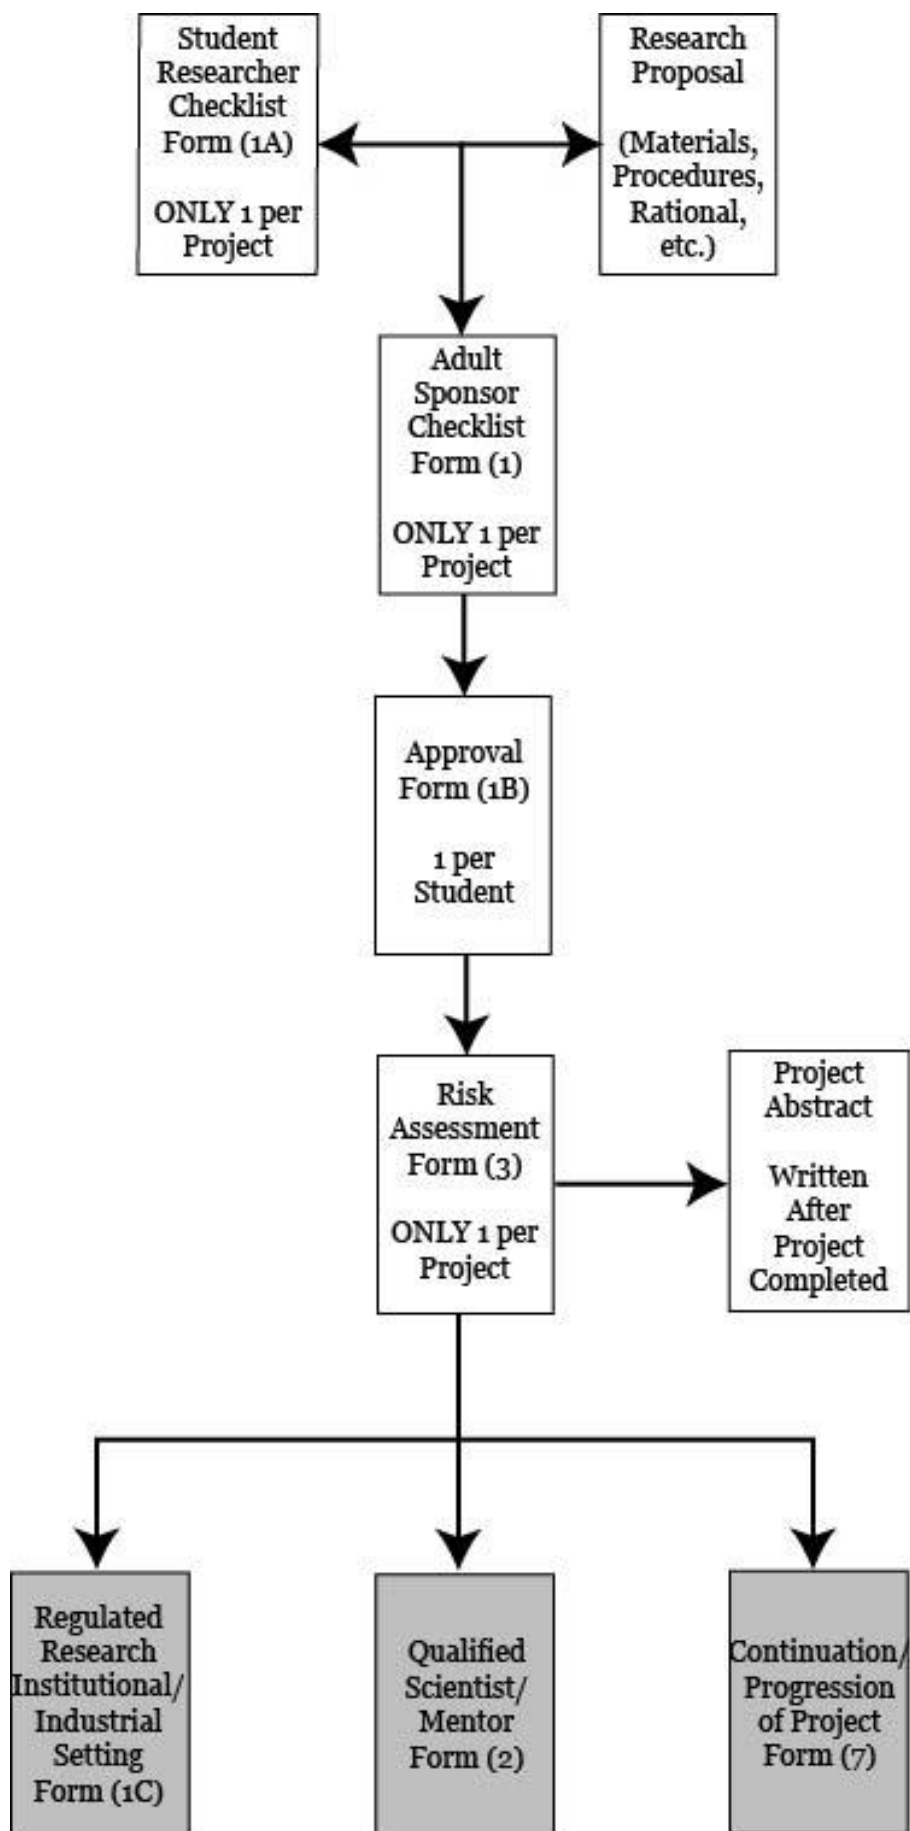 Student
Researcher
Checklist
Form (1A)
ONLY 1 per
Project
Research
Proposal
(Materials,
Procedures,
Rational,
etc.)
Adult
Sponsor
Checklist
Form (1)
ONLY 1 per
Project
Approval
Form (1B)
1 per
Student
Risk
Assessment
Form (3)
ONLY 1 per
Project
Project
Abstract
Written
After
Project
Completed
Regulated
Research
Institutional/
Industrial
Setting
Form (1C)
Qualified
Scientist/
Mentor
Form (2)
Continuation/
Progression
of Project
Form (7)